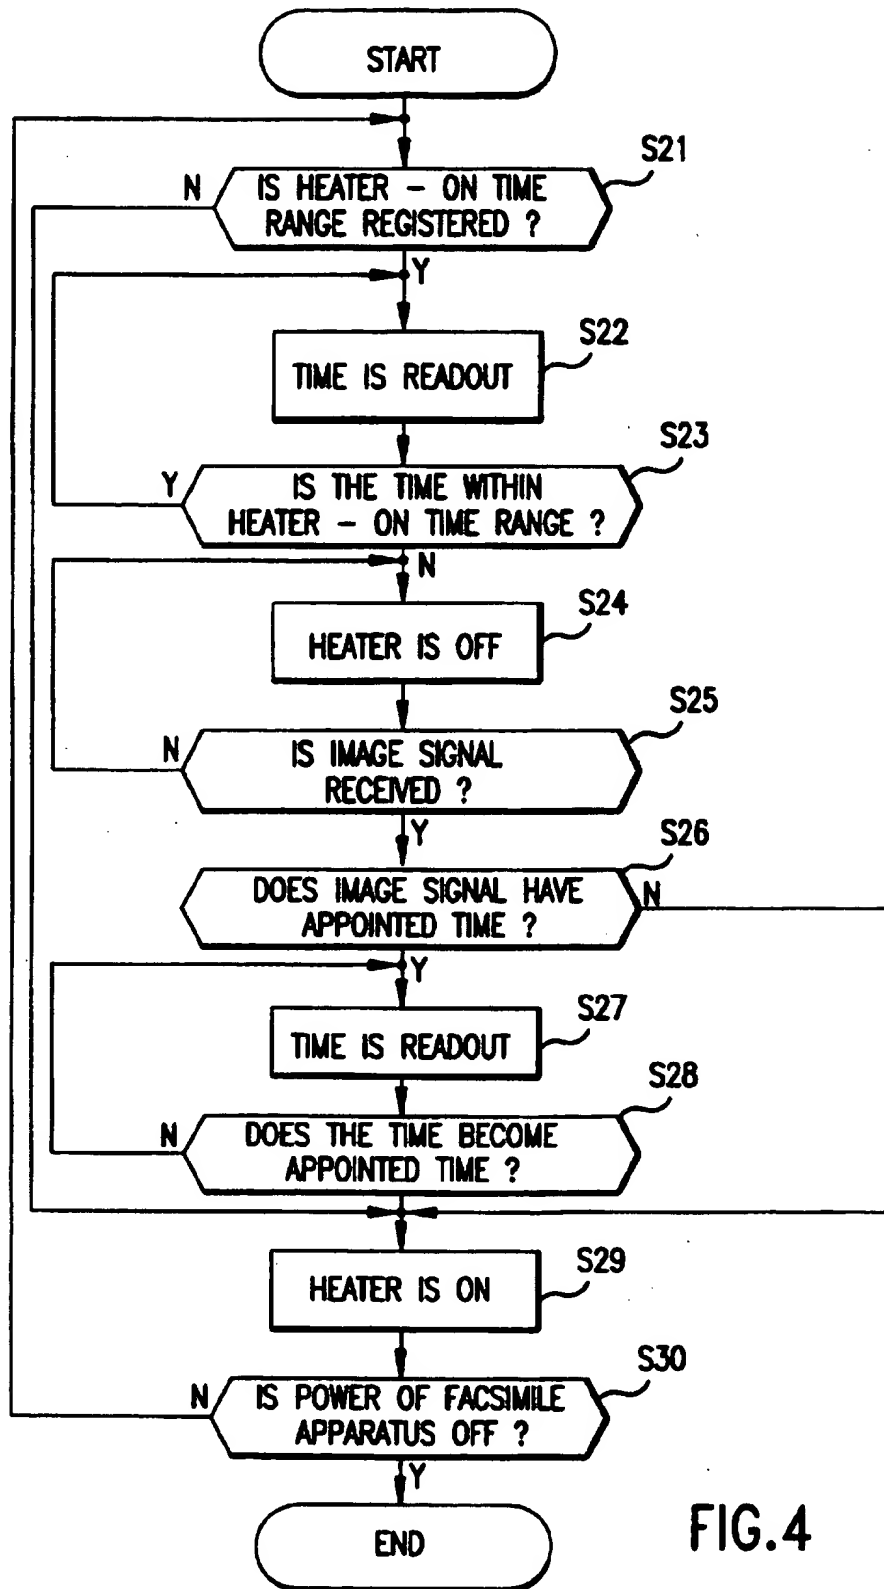 START
S21
N
IS HEATER – ON TIME
RANGE REGISTERED ?
Y
S22
TIME IS READOUT
S23
Y
IS THE TIME WITHIN
HEATER – ON TIME RANGE ?
N
S24
HEATER IS OFF
S25
N
IS IMAGE SIGNAL
RECEIVED ?
Y
S26
DOES IMAGE SIGNAL HAVE
APPOINTED TIME ?
N
Y
S27
TIME IS READOUT
S28
N
DOES THE TIME BECOME
APPOINTED TIME ?
S29
HEATER IS ON
S30
N
IS POWER OF FACSIMILE
APPARATUS OFF ?
Y
END
FIG.4